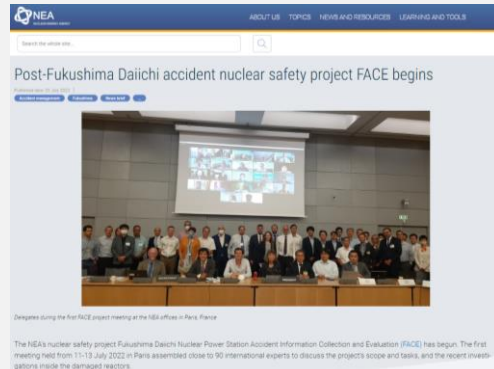 NEA
ABOUT US TOPICS NEWS AND RESOURCES LEARNING AND TOOLS
Search the whole site...
Post-Fukushima Daiichi accident nuclear safety project FACE begins
Accident management Fukushima News brief ...
Delegates during the first FACE project meeting at the NEA offices in Paris, France
The NEA's nuclear safety project Fukushima Daiichi Nuclear Power Station Accident Information Collection and Evaluation (FACE) has begun. The first
meeting held from 11-13 July 2022 in Paris assembled close to 90 international experts to discuss the project's scope and tasks, and the recent investi-
gations inside the damaged reactors.